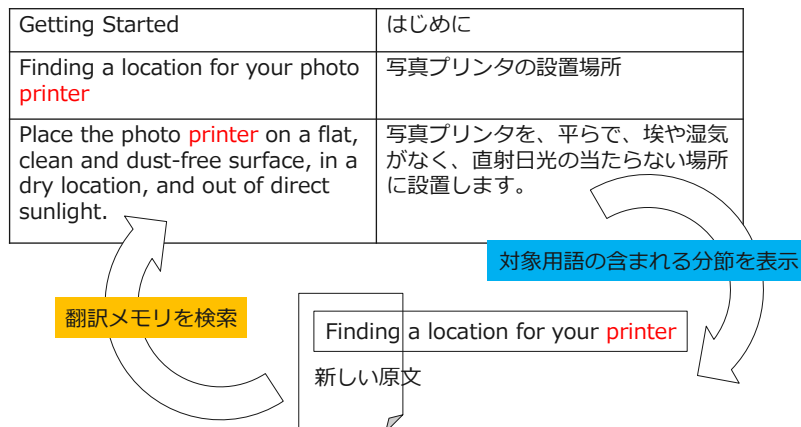 Getting Started
はじめに
Finding a location for your photo
printer
写真プリンタの設置場所
Place the photo printer on a flat,
clean and dust-free surface, in a
dry location, and out of direct
sunlight.
写真プリンタを、平らで、埃や湿気
がなく、直射日光の当たらない場所
に設置します。
対象用語の含まれる分節を表示
翻訳メモリを検索
Finding a location for your printer
新しい原文